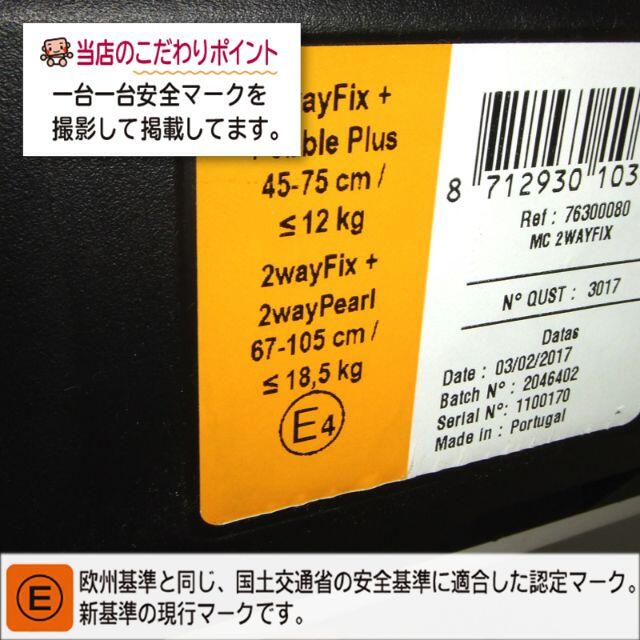 当店のこだわりポイント
一台一台安全マークを
撮影して掲載してます。
wayFix +
ble Plus
45-75 cm /
≤ 12 kg
2wayFix +
2wayPearl
67-105 cm /
≤ 18,5 kg
E4
8 712930 103
Ref : 76300080
MC 2WAYFIX
N° QUST : 3017
Datas
Date : 03/02/2017
Batch N° : 2046402
Serial N°: 1100170
Made in : Portugal
E
欧州基準と同じ、国土交通省の安全基準に適合した認定マーク。
新基準の現行マークです。